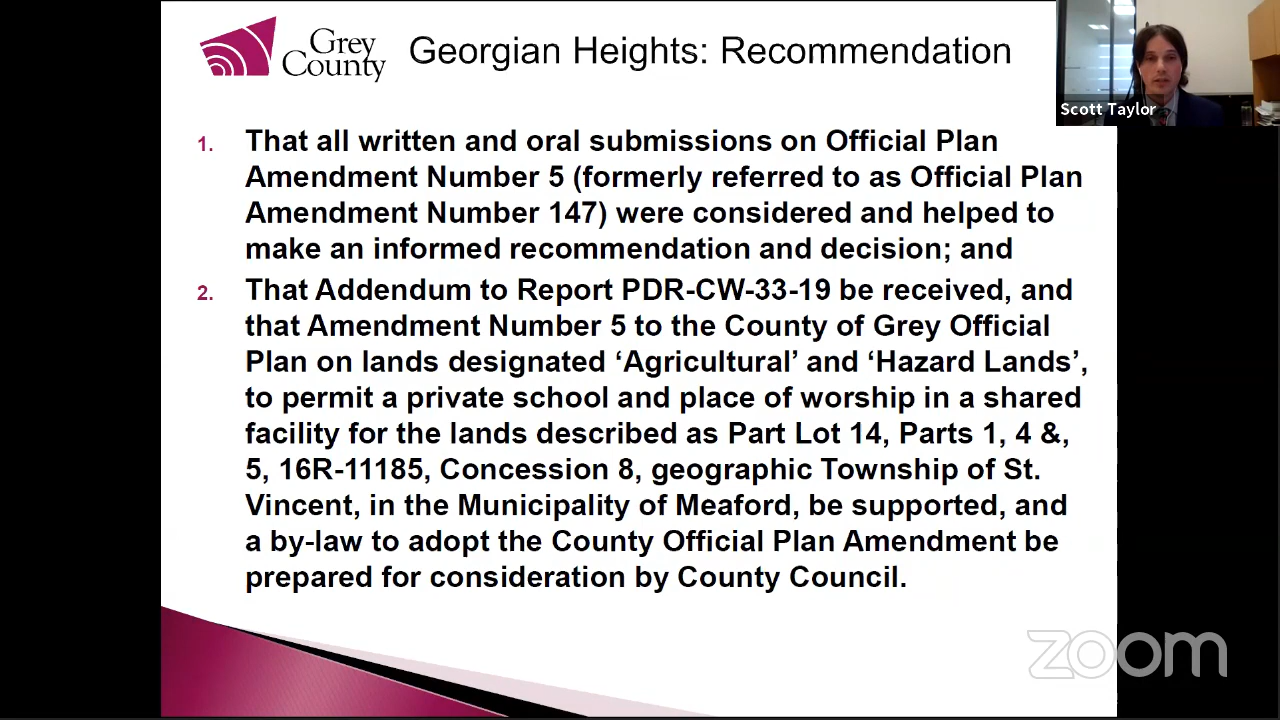 Grey
County
Georgian Heights: Recommendation
Scott Taylor
1. That all written and oral submissions on Official Plan
Amendment Number 5 (formerly referred to as Official Plan
Amendment Number 147) were considered and helped to
make an informed recommendation and decision; and
2. That Addendum to Report PDR-CW-33-19 be received, and
that Amendment Number 5 to the County of Grey Official
Plan on lands designated ‘Agricultural’ and ‘Hazard Lands’,
to permit a private school and place of worship in a shared
facility for the lands described as Part Lot 14, Parts 1, 4 &,
5, 16R-11185, Concession 8, geographic Township of St.
Vincent, in the Municipality of Meaford, be supported, and
a by-law to adopt the County Official Plan Amendment be
prepared for consideration by County Council.
zoom